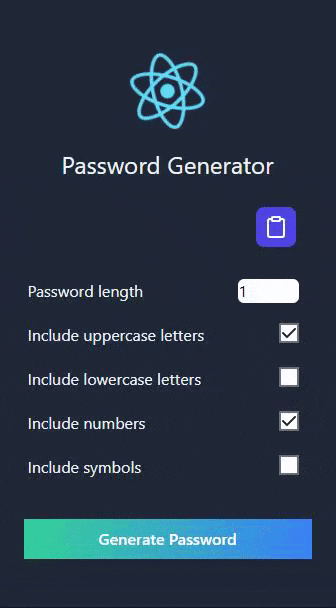 Password Generator
Password length 1
Include uppercase letters
Include lowercase letters
Include numbers
Include symbols
Generate Password